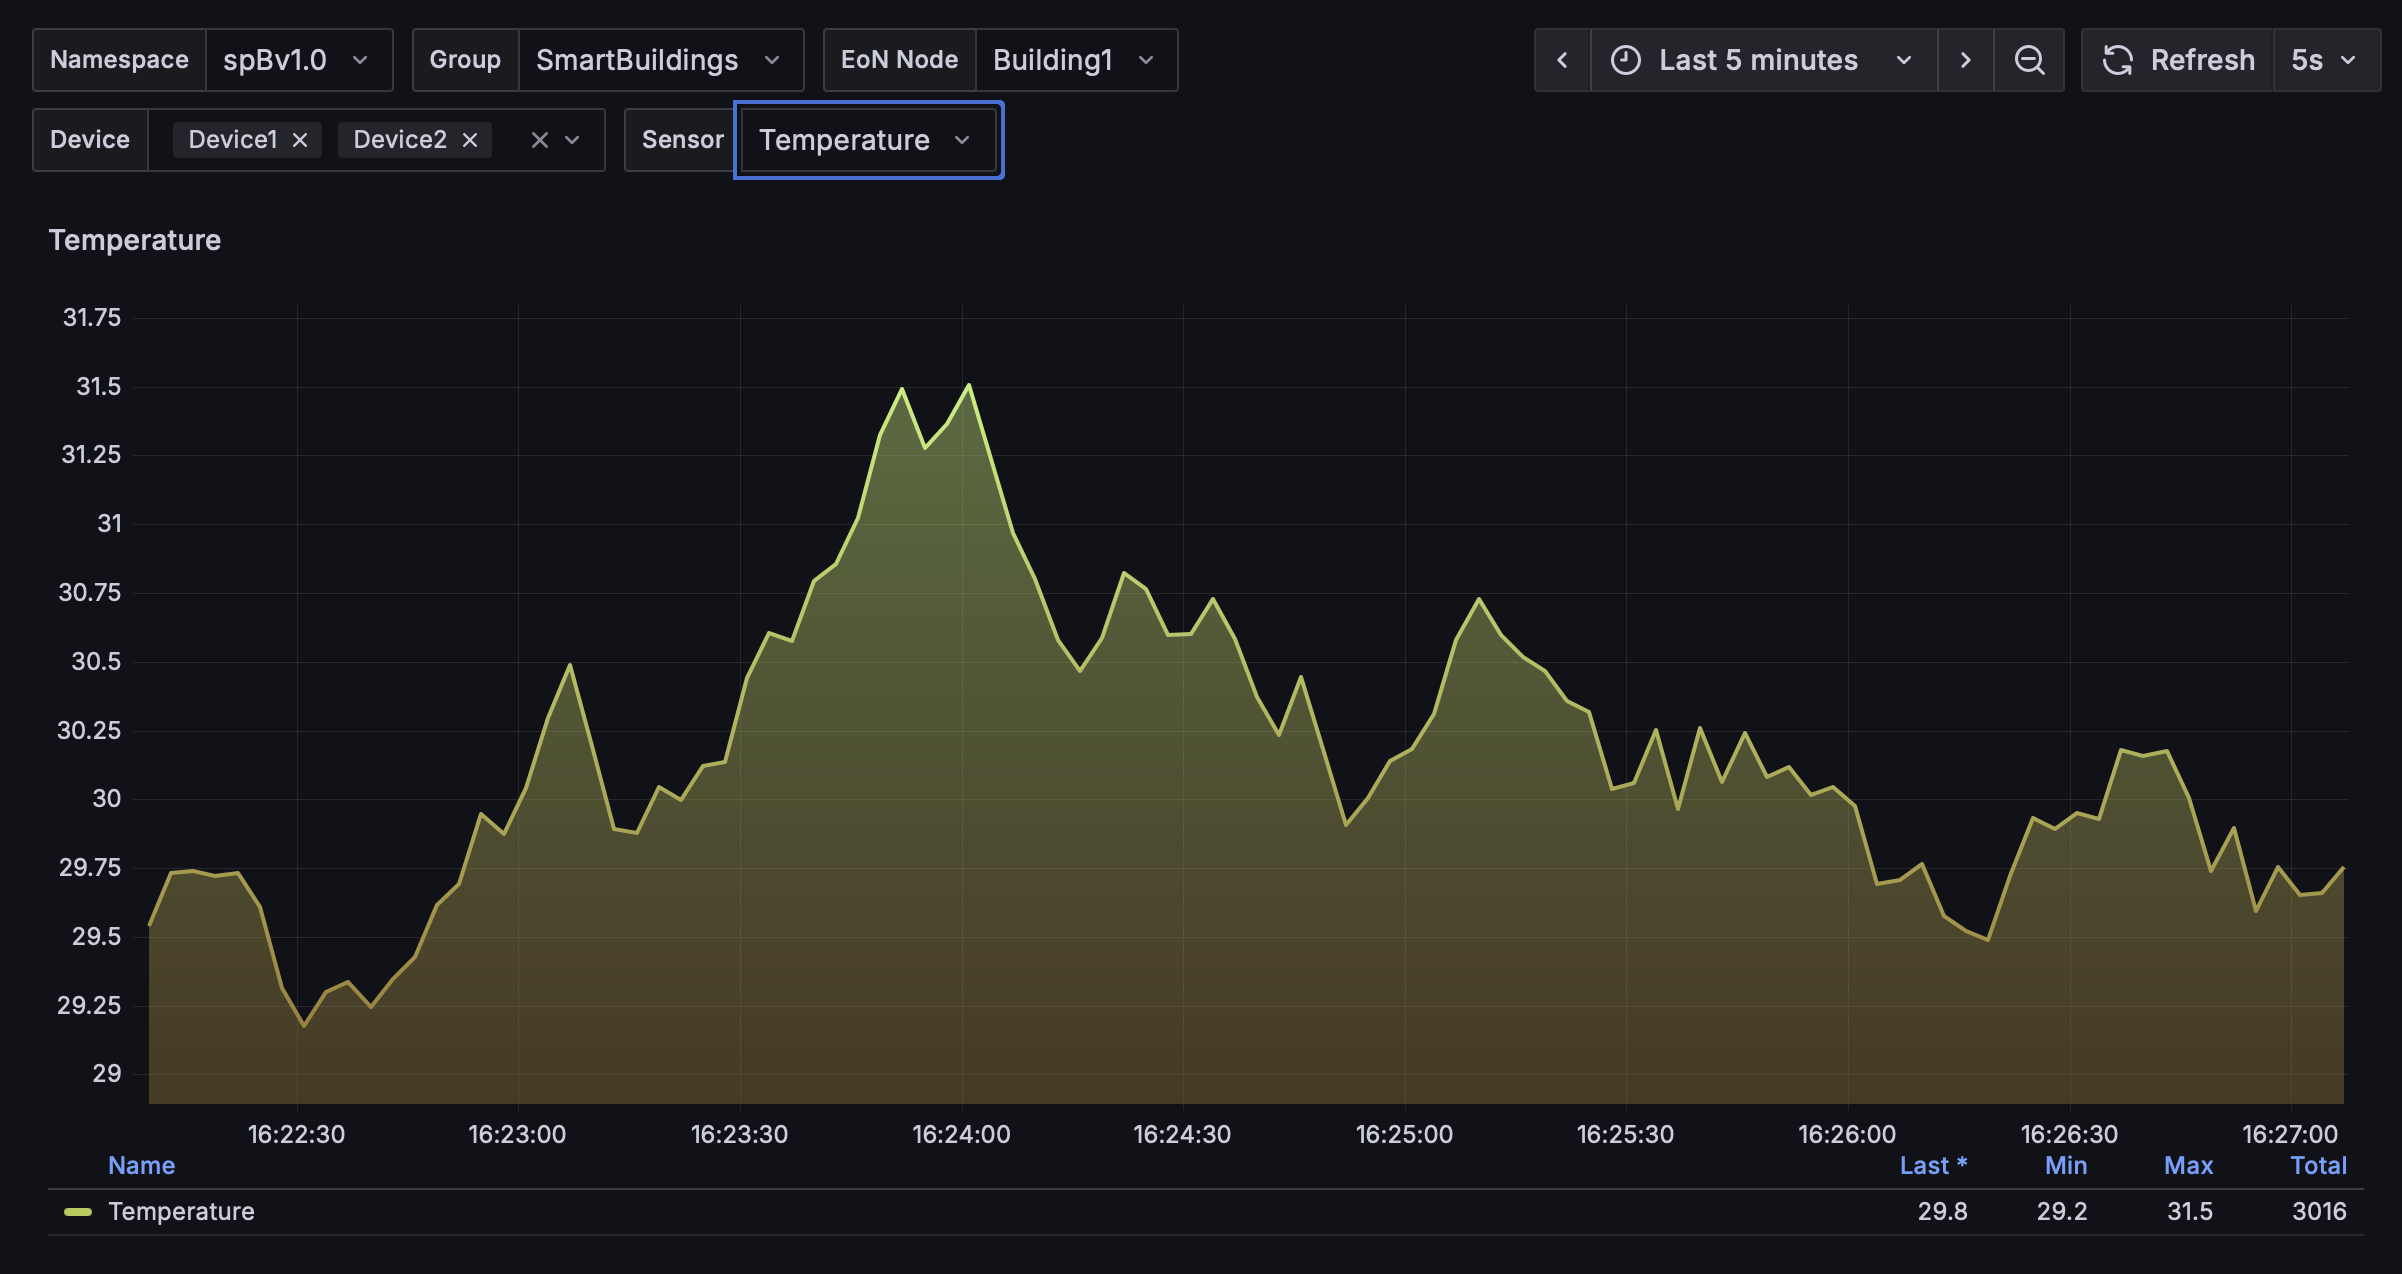 Namespace spBv1.0 Group SmartBuildings EoN Node Building1 Last 5 minutes Refresh 5s
Device Device1 Device2 Sensor Temperature
Temperature
31.75
31.5
31.25
31
30.75
30.5
30.25
30
29.75
29.5
29.25
29
16:22:30 16:23:00 16:23:30 16:24:00 16:24:30 16:25:00 16:25:30 16:26:00 16:26:30 16:27:00
Name Last * Min Max Total
Temperature 29.8 29.2 31.5 3016